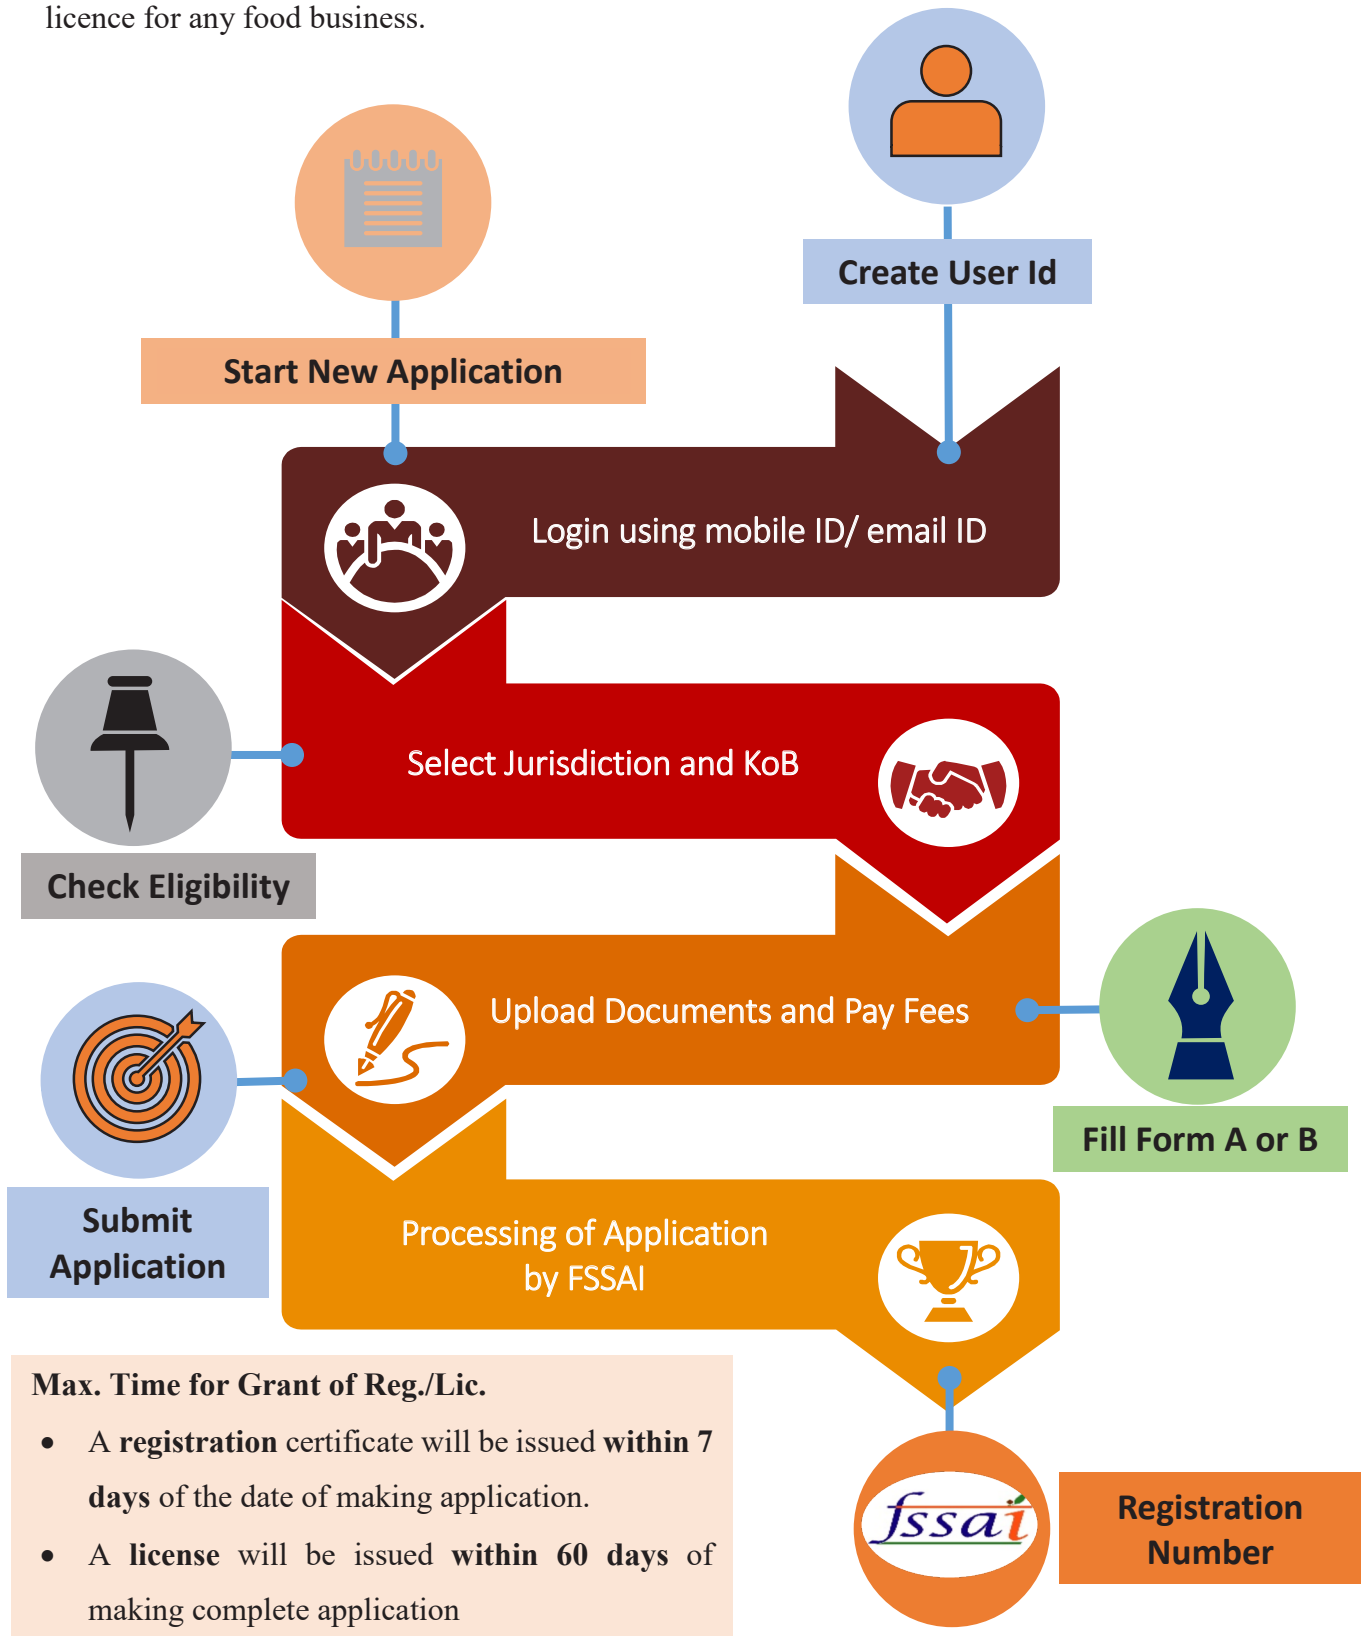 licence for any food business.
Create User Id
Start New Application
Login using mobile ID/ email ID
Select Jurisdiction and KoB
Check Eligibility
Upload Documents and Pay Fees
Fill Form A or B
Submit
Application
Processing of Application
by FSSAI
Max. Time for Grant of Reg./Lic.
• A registration certificate will be issued within 7
days of the date of making application.
• A license will be issued within 60 days of
making complete application
fssai
Registration
Number